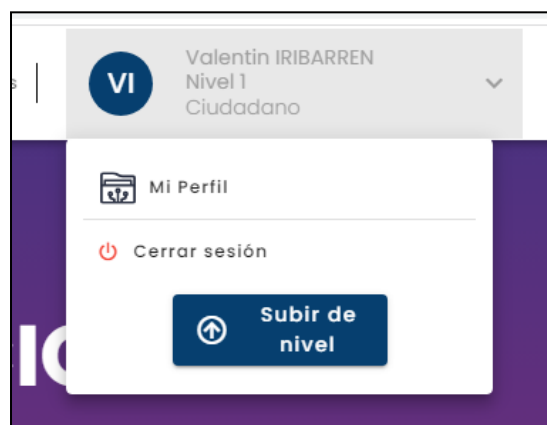 s
VI
Valentin IRIBARREN
Nivel 1
Ciudadano
Mi Perfil
Cerrar sesión
Subir de
nivel